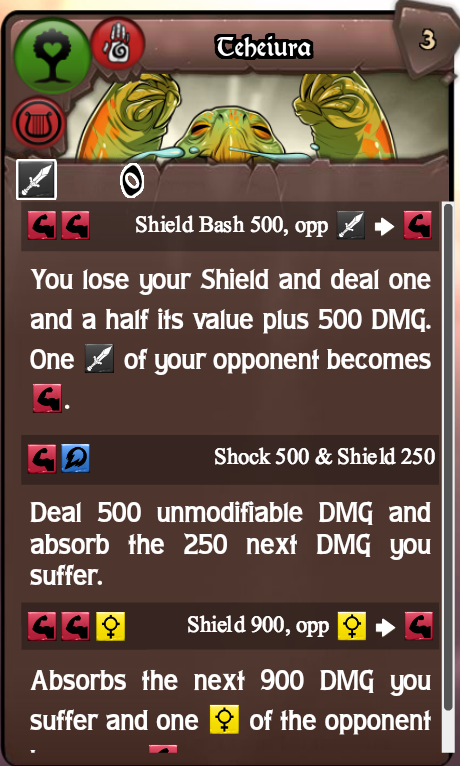 Teheiura
3
Shield Bash 500, opp
You lose your Shield and deal one
and a half its value plus 500 DMG.
One of your opponent becomes
.
Shock 500 & Shield 250
Deal 500 unmodifiable DMG and
absorb the 250 next DMG you
suffer.
Shield 900, opp
Absorbs the next 900 DMG you
suffer and one of the opponent